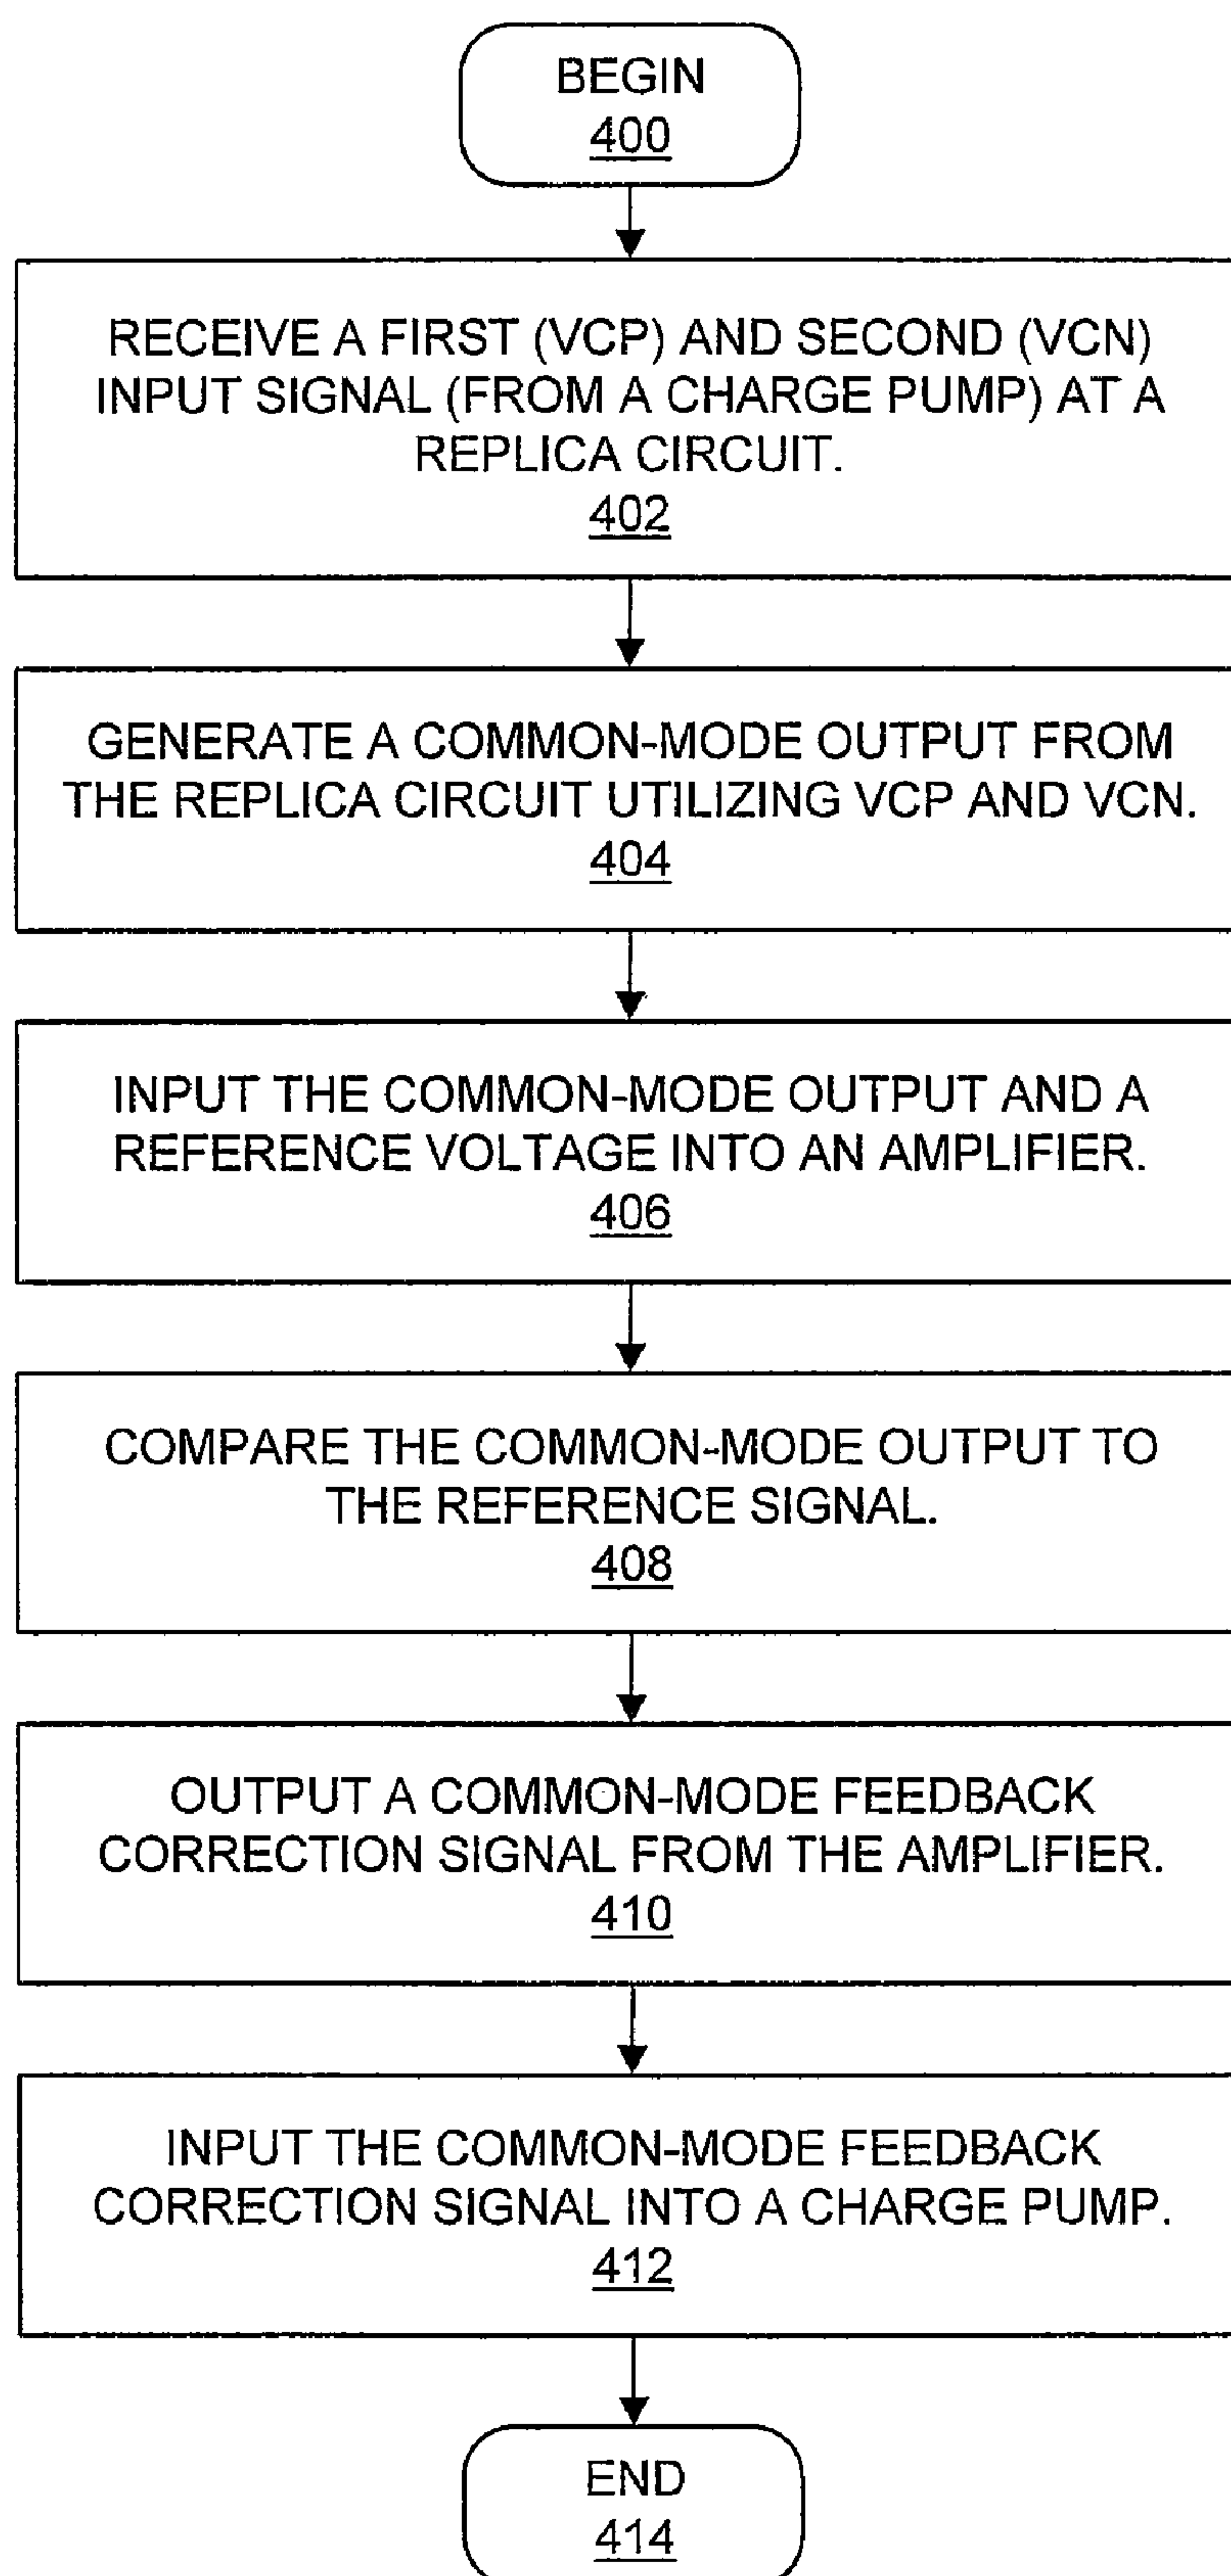 BEGIN
400
RECEIVE A FIRST (VCP) AND SECOND (VCN)
INPUT SIGNAL (FROM A CHARGE PUMP) AT A
REPLICA CIRCUIT.
402
GENERATE A COMMON-MODE OUTPUT FROM
THE REPLICA CIRCUIT UTILIZING VCP AND VCN.
404
INPUT THE COMMON-MODE OUTPUT AND A
REFERENCE VOLTAGE INTO AN AMPLIFIER.
406
COMPARE THE COMMON-MODE OUTPUT TO
THE REFERENCE SIGNAL.
408
OUTPUT A COMMON-MODE FEEDBACK
CORRECTION SIGNAL FROM THE AMPLIFIER.
410
INPUT THE COMMON-MODE FEEDBACK
CORRECTION SIGNAL INTO A CHARGE PUMP.
412
END
414